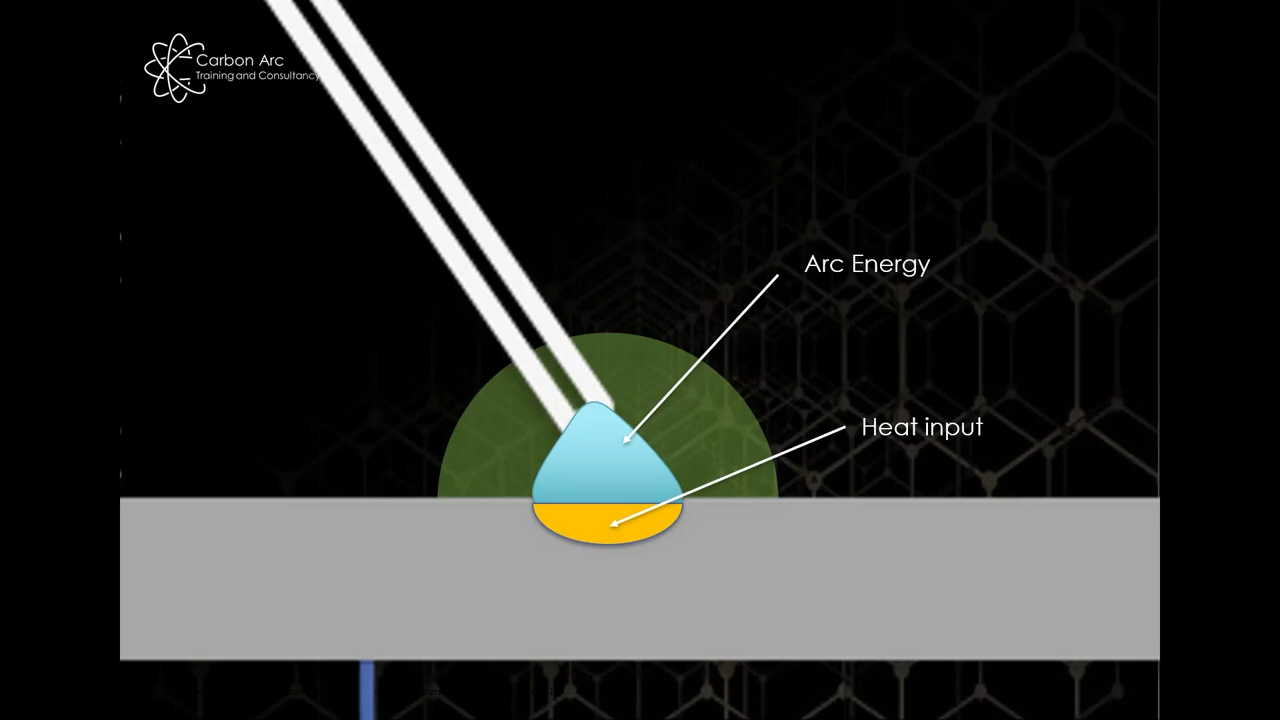 Carbon Arc
Training and Consultancy
Arc Energy
Heat input